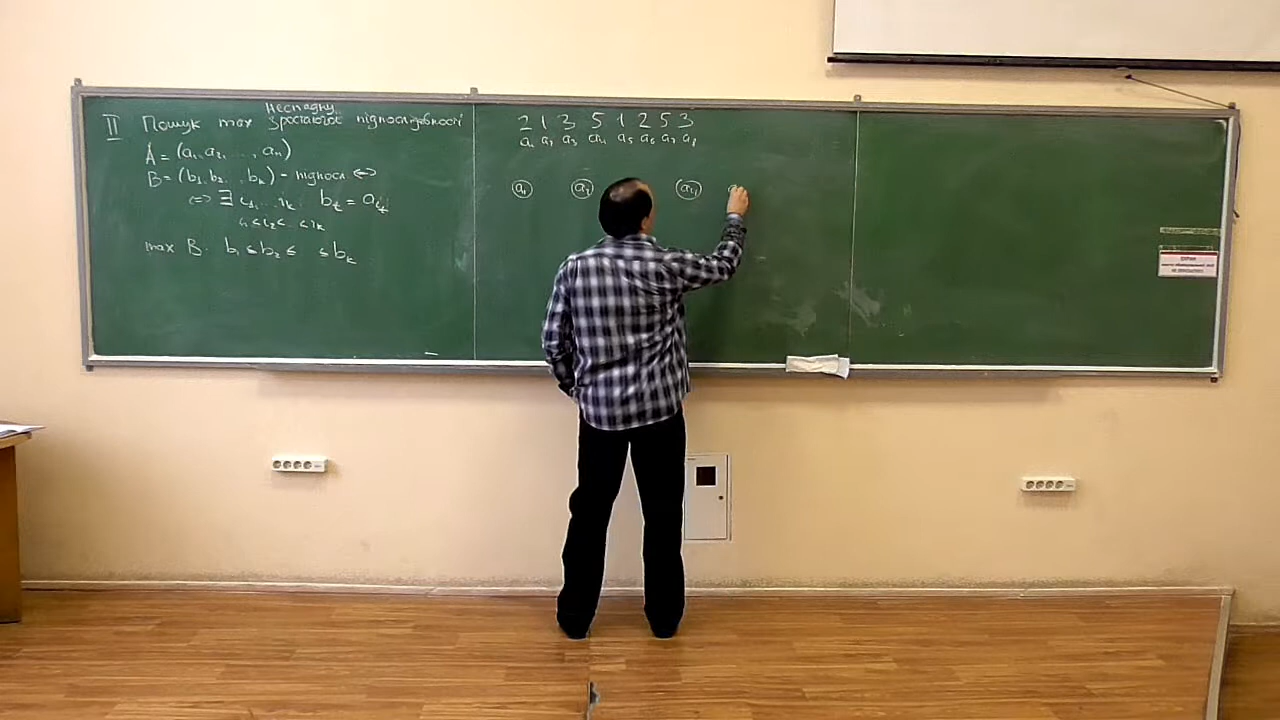 неспадну
II Пошук max зростаючої підпослідовності
A = (a₁, a₂, ..., aₙ)
B = (b₁, b₂, ..., bₖ) - підпосл. ⟺
⟺ ∃ i₁, ..., iₖ bₜ = a_{iₜ}
i₁ ≤ i₂ ≤ ≤ iₖ
max B. b₁ ≤ b₂ ≤ ≤ bₖ
2 1 3 5 1 2 5 3
a₁ a₂ a₃ a₄ a₅ a₆ a₇ a₈
a₁ a₂ a₄